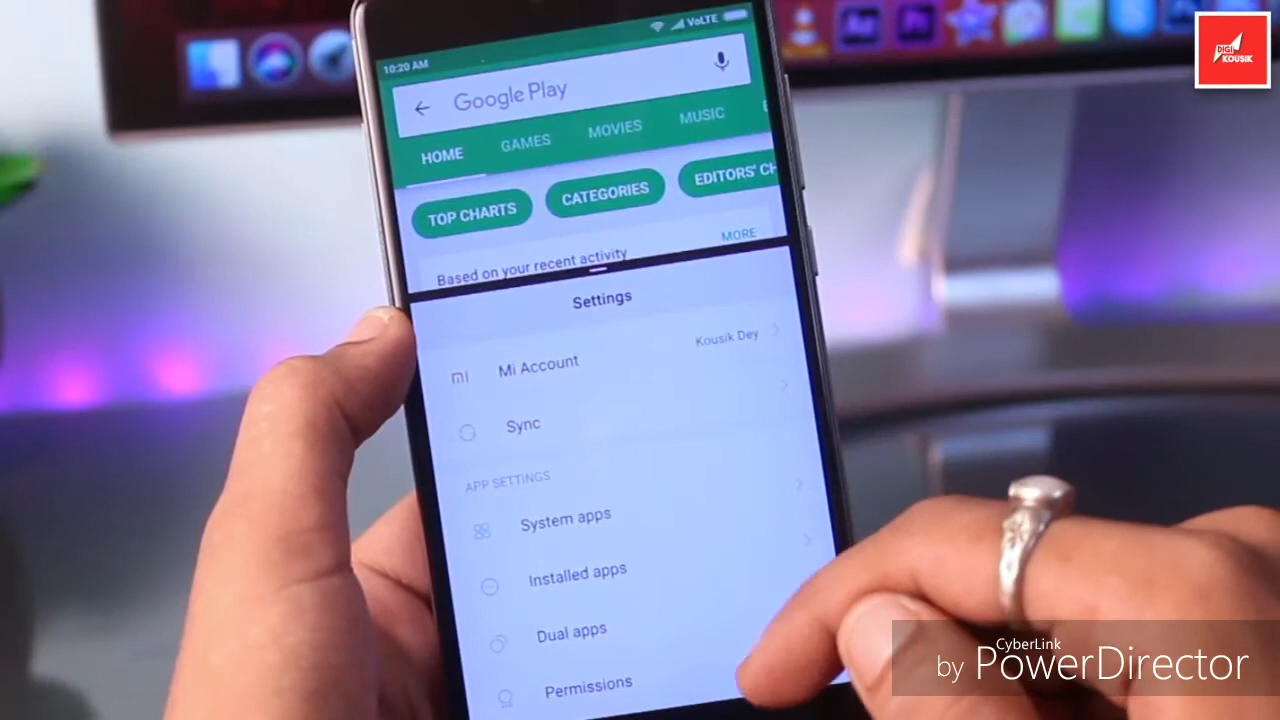 DIGI
KOUSIK
VoLTE
10:20 AM
Google Play
HOME
GAMES
MOVIES
MUSIC
TOP CHARTS
CATEGORIES
EDITORS' CH
MORE
Based on your recent activity
Settings
Mi Account
Kousik Dey
Sync
APP SETTINGS
System apps
Installed apps
Dual apps
Permissions
CyberLink
by PowerDirector